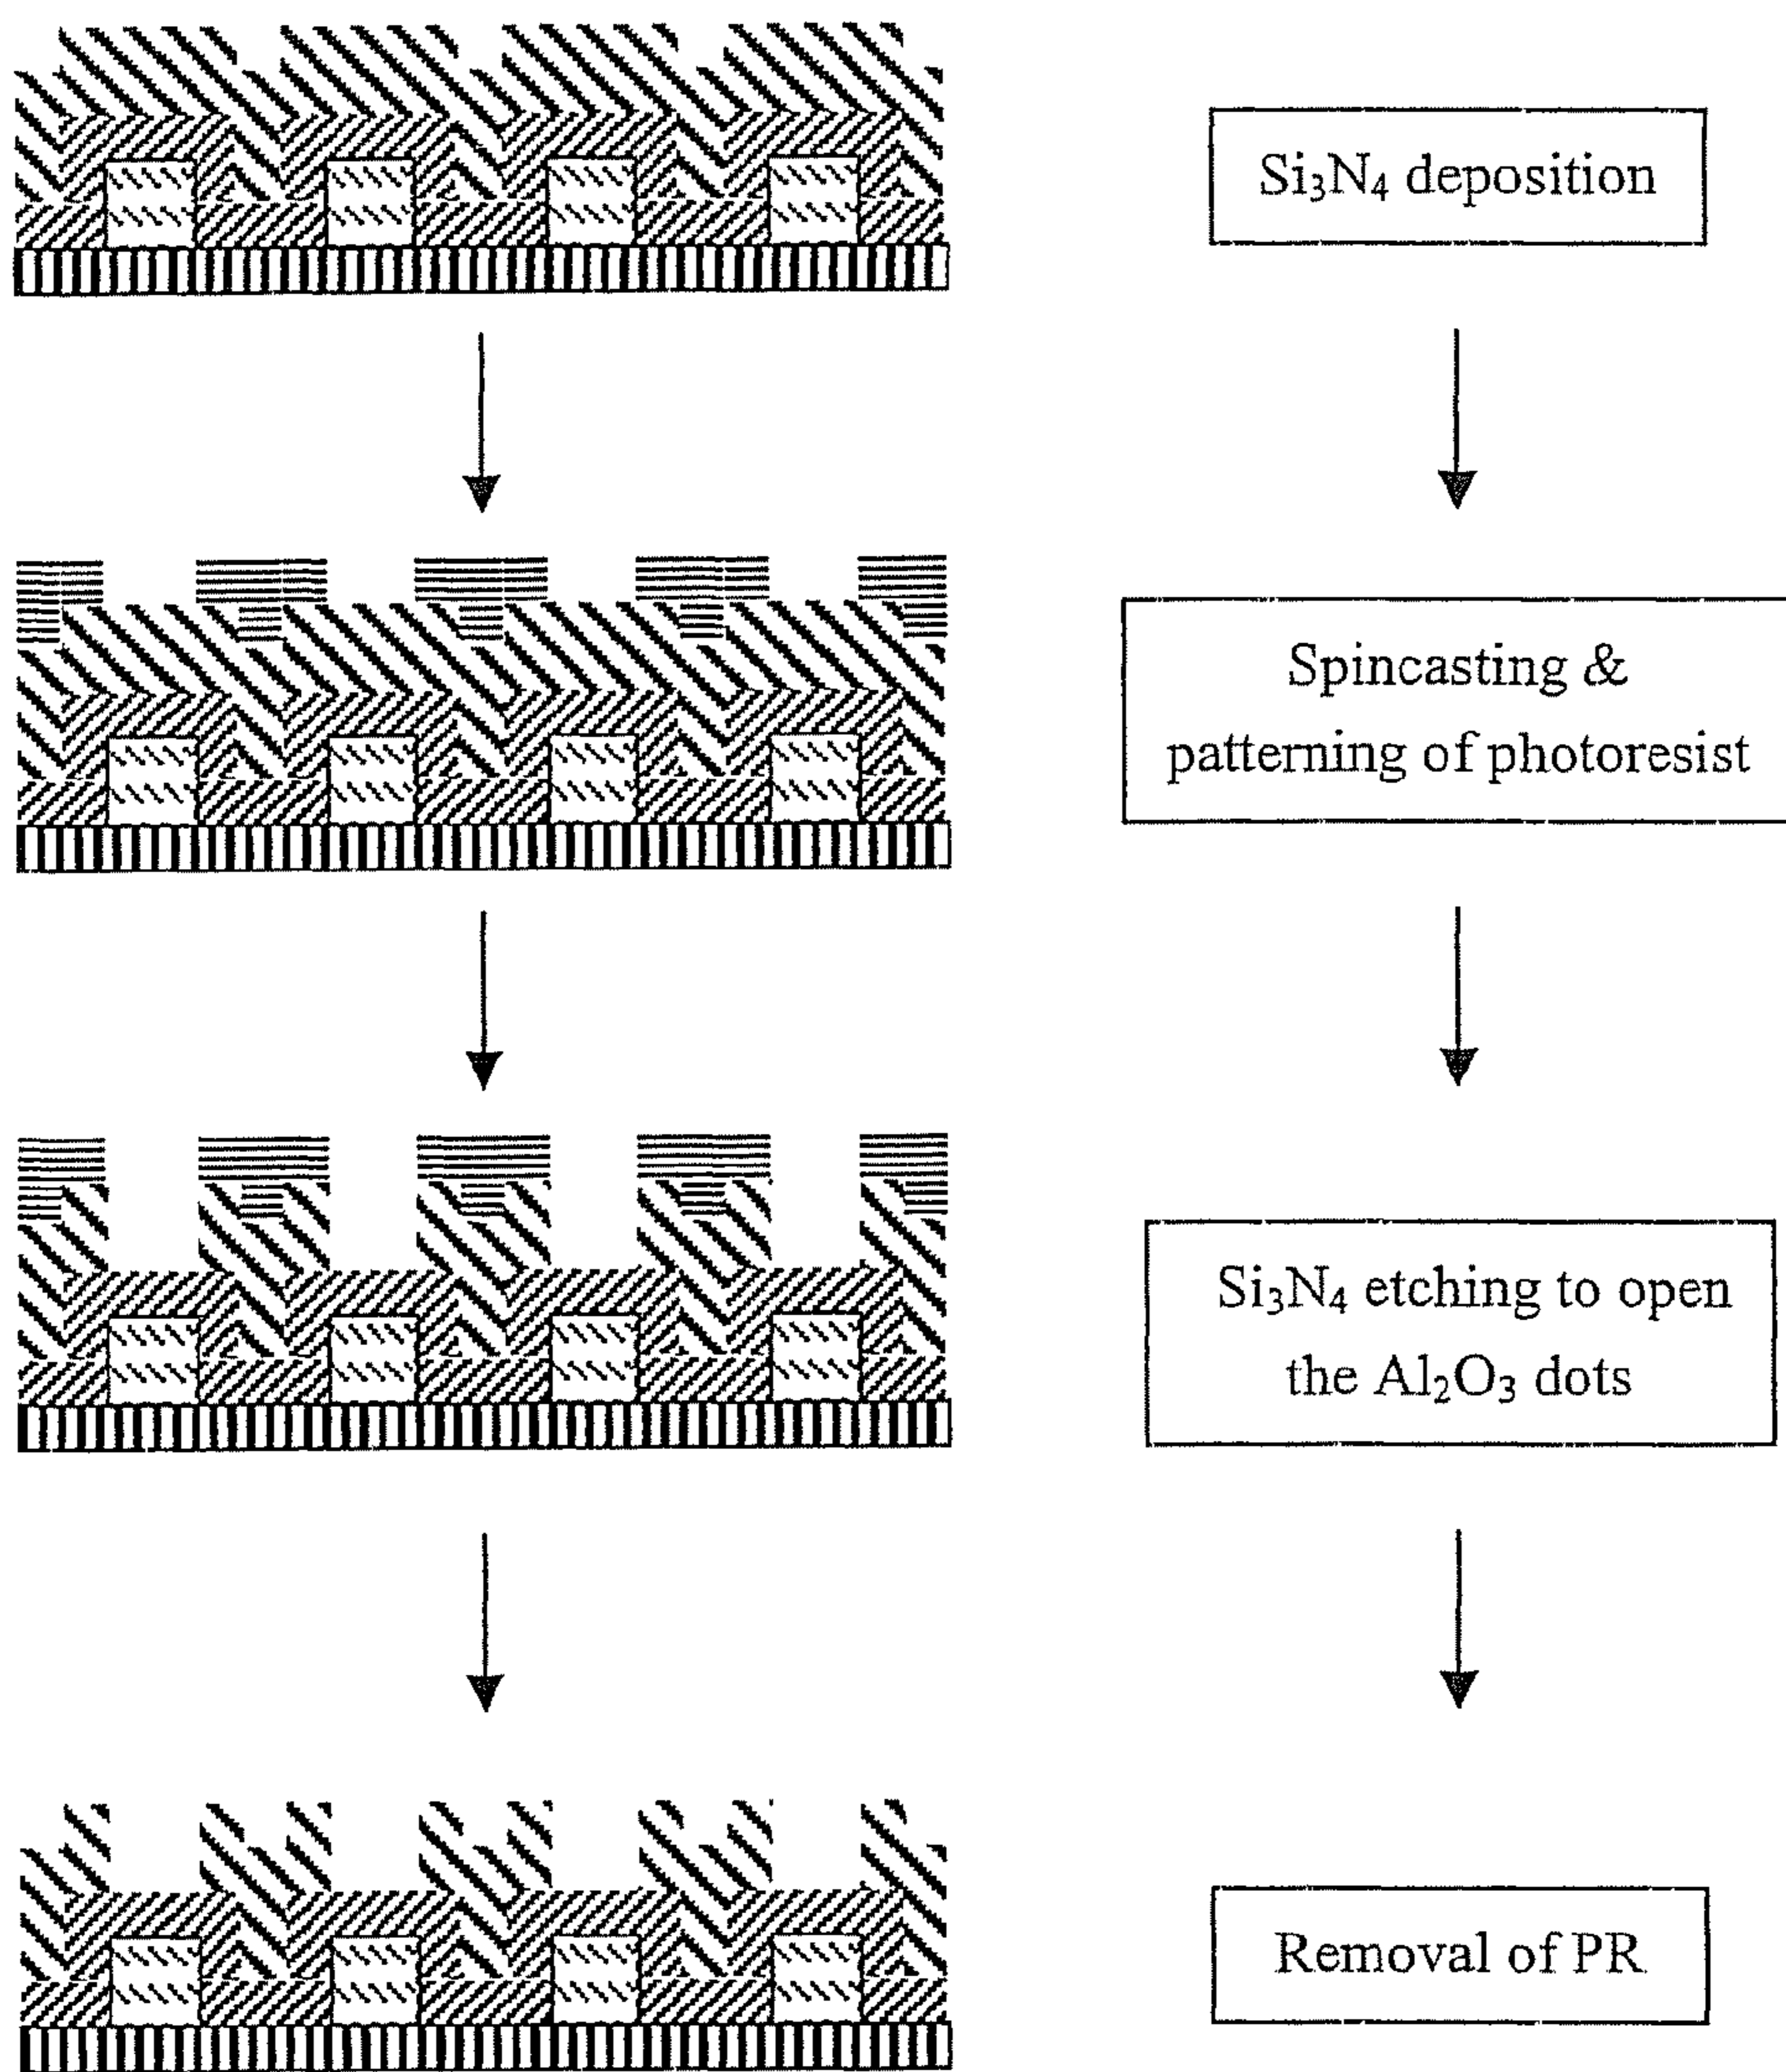 Si₃N₄ deposition
Spincasting &
patterning of photoresist
Si₃N₄ etching to open
the Al₂O₃ dots
Removal of PR